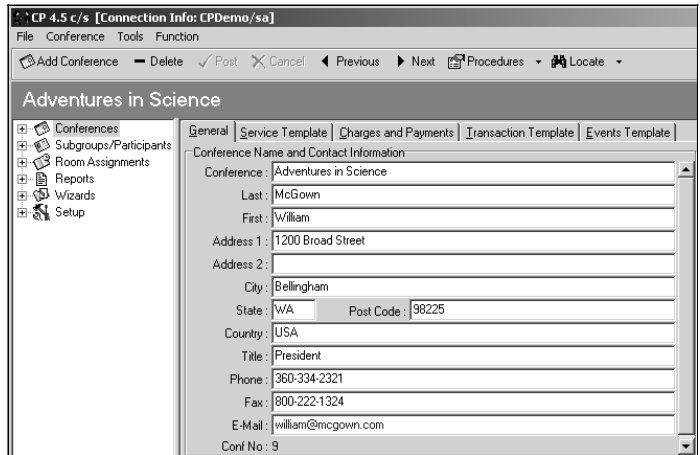 CP 4.5 c/s [Connection Info: CPDemo/sa]
File Conference Tools Function
Add Conference Delete Post Cancel Previous Next Procedures Locate
Adventures in Science
Conferences
Subgroups/Participants
Room Assignments
Reports
Wizards
Setup
General Service Template Charges and Payments Transaction Template Events Template
Conference Name and Contact Information
Conference : Adventures in Science
Last : McGown
First : William
Address 1 : 1200 Broad Street
Address 2 :
City : Bellingham
State : WA Post Code : 98225
Country : USA
Title : President
Phone : 360-334-2321
Fax : 800-222-1324
E-Mail : william@mcgown.com
Conf No : 9